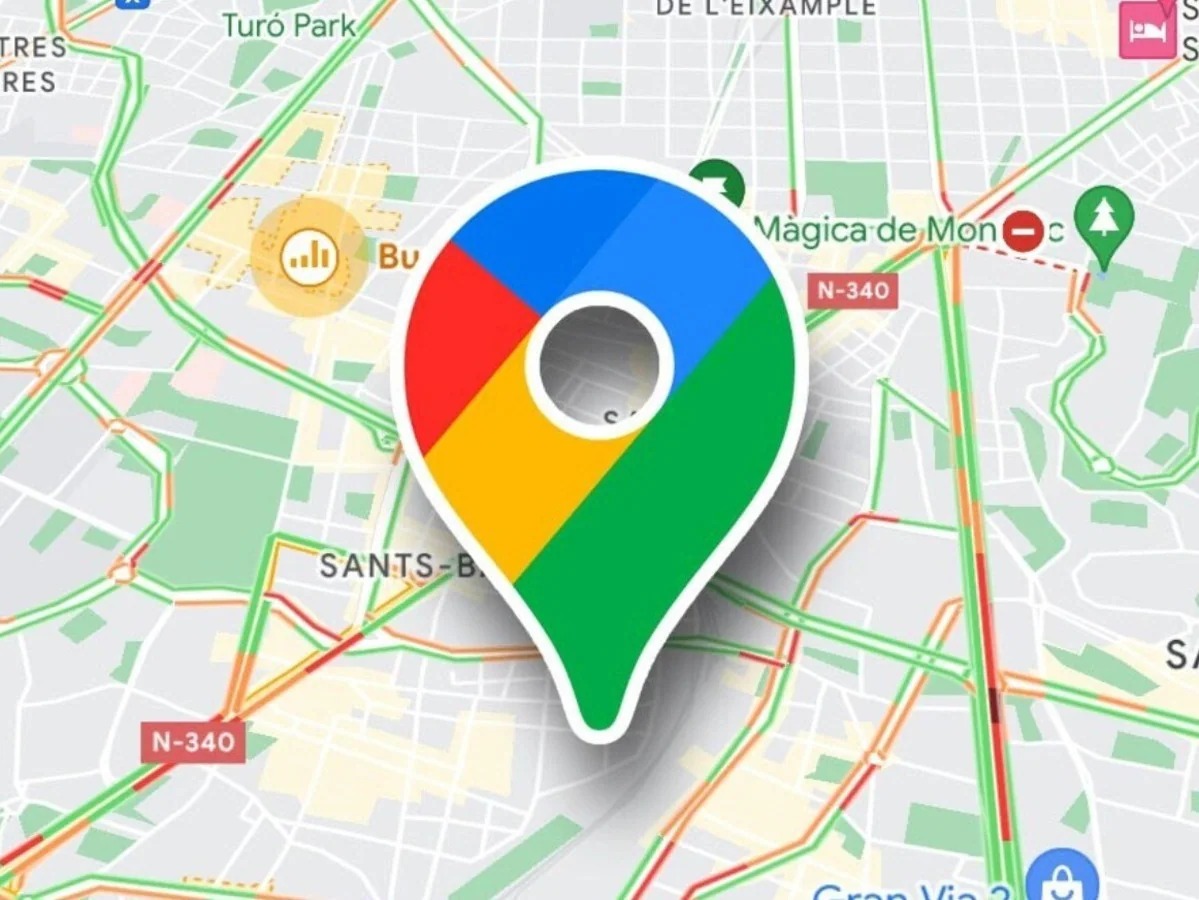 DE L'EIXAMPLE
Turó Park
TRES
RES
S
S
Màgica de Mon c
Bu
N-340
SANTS-B
SA
N-340
Gran Via 2